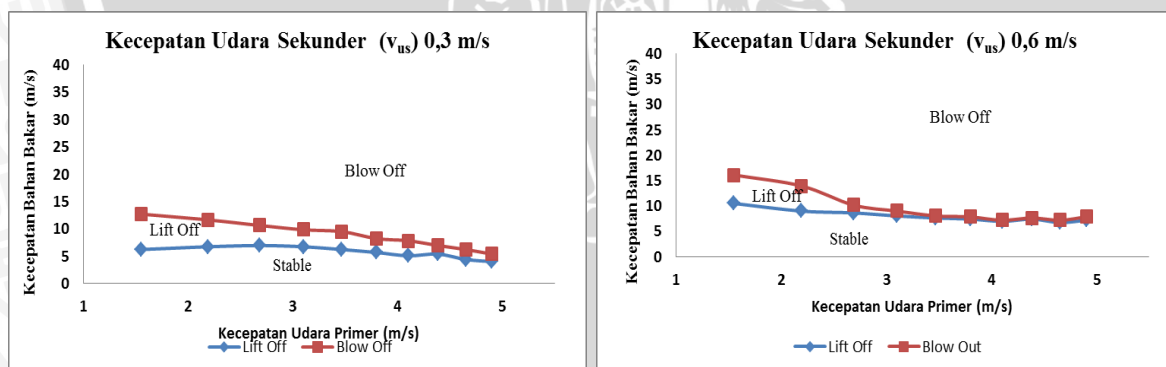 Kecepatan Udara Sekunder (vus) 0,3 m/s
Kecepatan Bahan Bakar (m/s)
40
35
30
25
20
15
10
5
0
Blow Off
Lift Off
Stable
1 2 3 4 5
Kecepatan Udara Primer (m/s)
Lift Off Blow Off
Kecepatan Udara Sekunder (vus) 0,6 m/s
Kecepatan Bahan Bakar (m/s)
40
35
30
25
20
15
10
5
0
Blow Off
Lift Off
Stable
1 2 3 4 5
Kecepatan Udara Primer (m/s)
Lift Off Blow Out